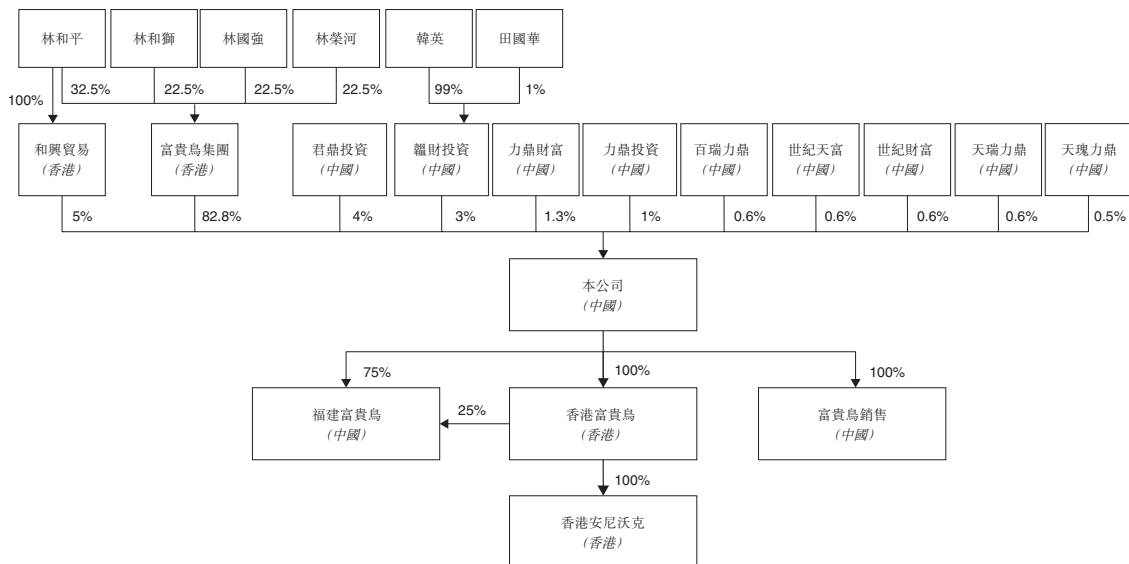 林和平
林和獅
林國強
林榮河
韓英
田國華
100%
32.5%
22.5%
22.5%
22.5%
99%
1%
和興貿易
(香港)
富貴鳥集團
(香港)
君鼎投資
(中國)
韞財投資
(中國)
力鼎財富
(中國)
力鼎投資
(中國)
百瑞力鼎
(中國)
世紀天富
(中國)
世紀財富
(中國)
天瑞力鼎
(中國)
天瑰力鼎
(中國)
5%
82.8%
4%
3%
1.3%
1%
0.6%
0.6%
0.6%
0.6%
0.5%
本公司
(中國)
75%
100%
100%
福建富貴鳥
(中國)
25%
香港富貴鳥
(香港)
富貴鳥銷售
(中國)
100%
香港安尼沃克
(香港)